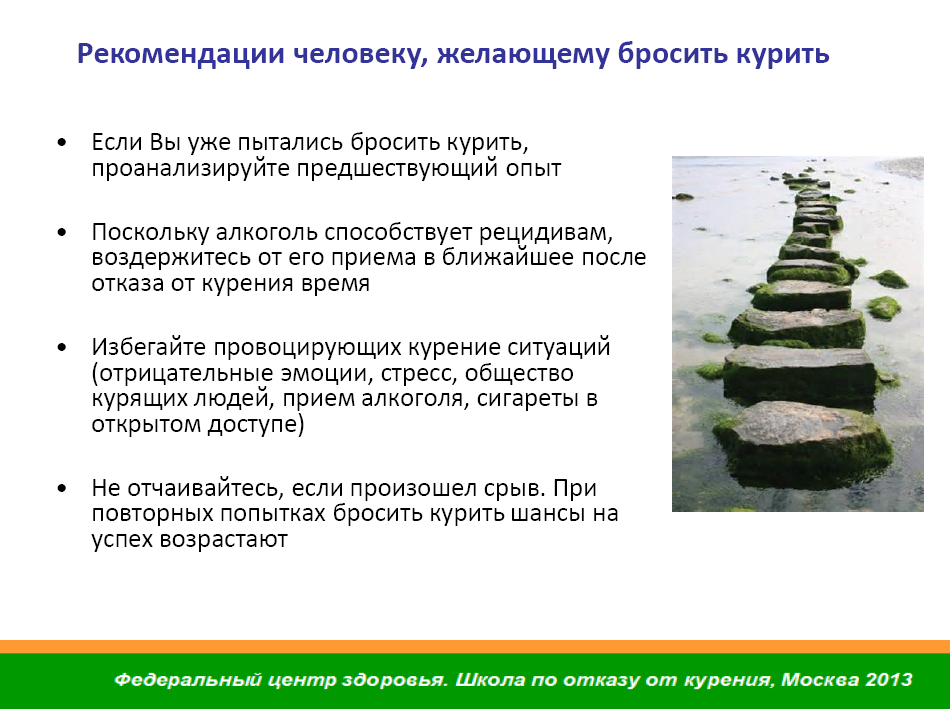 Рекомендации человеку, желающему бросить курить
• Если Вы уже пытались бросить курить,
проанализируйте предшествующий опыт
• Поскольку алкоголь способствует рецидивам,
воздержитесь от его приема в ближайшее после
отказа от курения время
• Избегайте провоцирующих курение ситуаций
(отрицательные эмоции, стресс, общество
курящих людей, прием алкоголя, сигареты в
открытом доступе)
• Не отчаивайтесь, если произошел срыв. При
повторных попытках бросить курить шансы на
успех возрастают
Федеральный центр здоровья. Школа по отказу от курения, Москва 2013